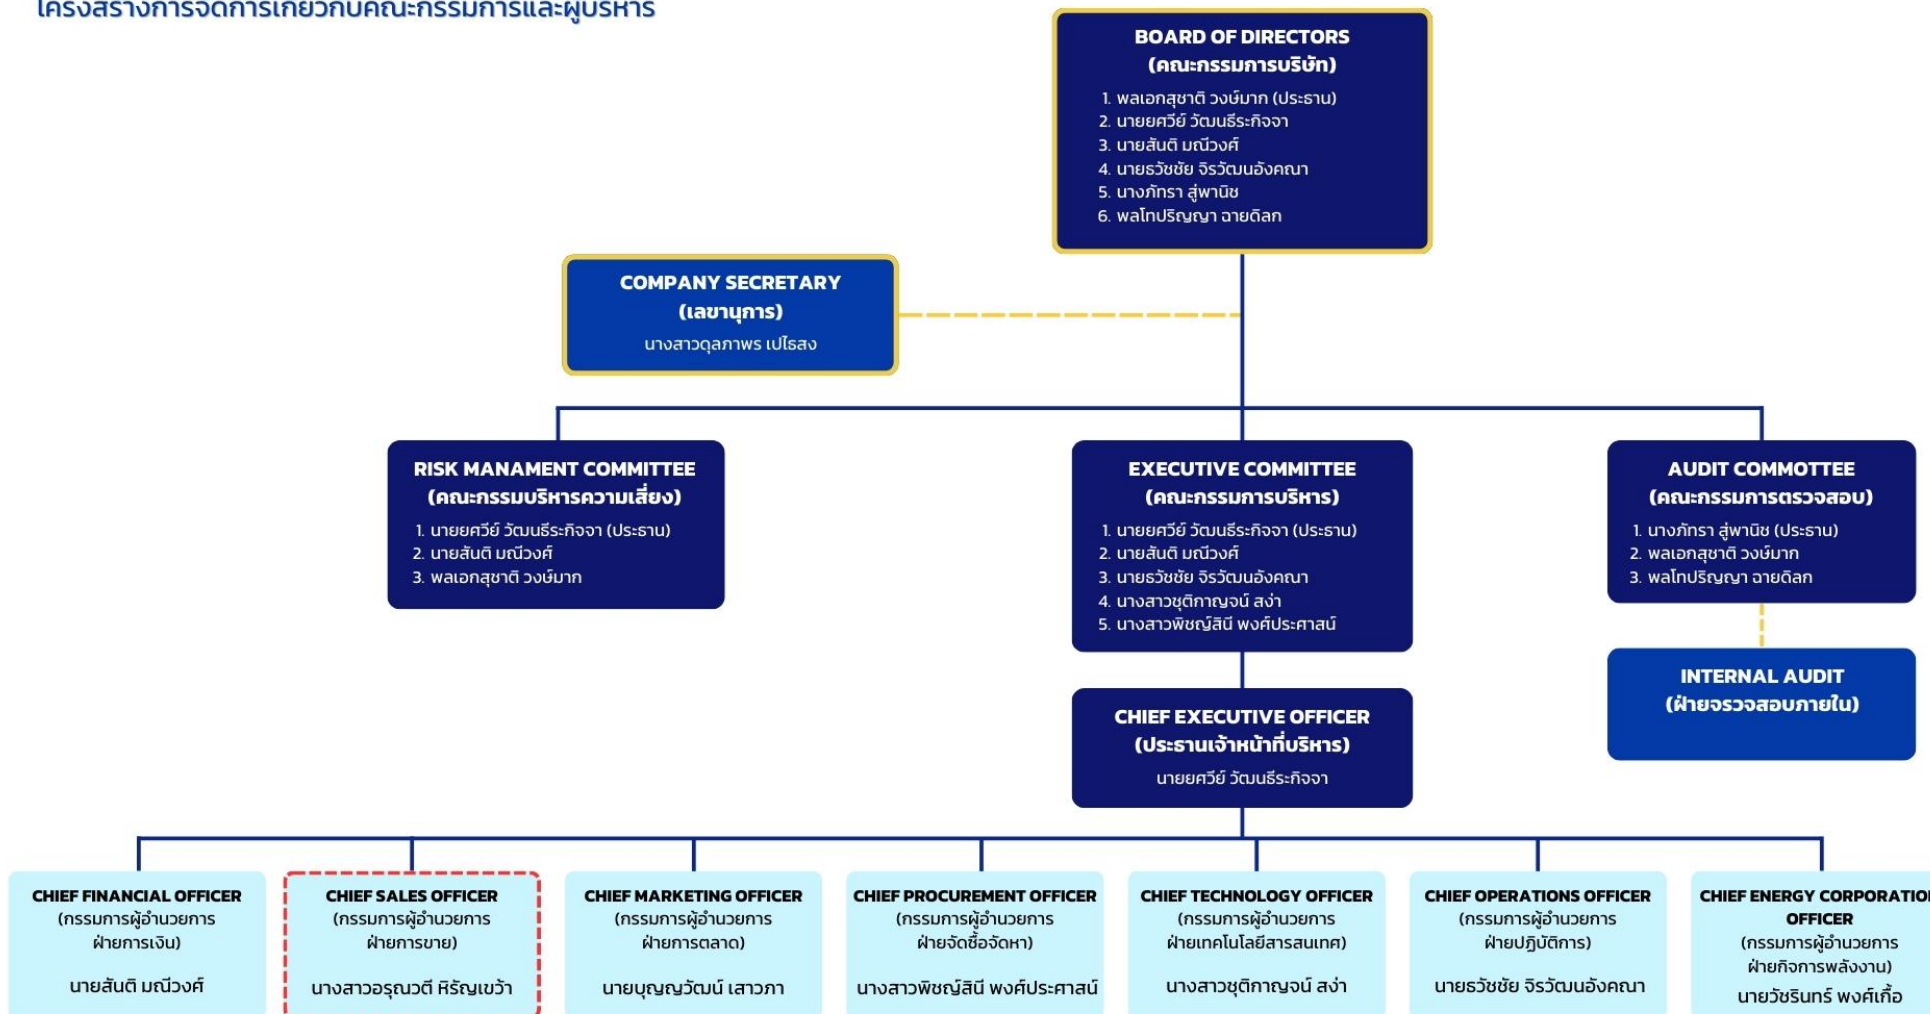 โครงสร้างการจัดการเกี่ยวกับคณะกรรมการและผู้บริหาร
BOARD OF DIRECTORS
(คณะกรรมการบริษัท)
1. พลเอกสุชาติ วงษ์มาก (ประธาน)
2. นายยศวีย์ วัฒนธีระกิจจา
3. นายสันติ มณีวงศ์
4. นายธวัชชัย จิรวัฒนอังคณา
5. นางภัทรา สู่พานิช
6. พลโทปริญญา ฉายดิลก
COMPANY SECRETARY
(เลขานุการ)
นางสาวดุลภาพร เปไธสง
RISK MANAMENT COMMITTEE
(คณะกรรมบริหารความเสี่ยง)
1. นายยศวีย์ วัฒนธีระกิจจา (ประธาน)
2. นายสันติ มณีวงศ์
3. พลเอกสุชาติ วงษ์มาก
EXECUTIVE COMMITTEE
(คณะกรรมการบริหาร)
1. นายยศวีย์ วัฒนธีระกิจจา (ประธาน)
2. นายสันติ มณีวงศ์
3. นายธวัชชัย จิรวัฒนอังคณา
4. นางสาวชุติกาญจน์ สง่า
5. นางสาวพิชญ์สินี พงศ์ประศาสน์
AUDIT COMMOTTEE
(คณะกรรมการตรวจสอบ)
1. นางภัทรา สู่พานิช (ประธาน)
2. พลเอกสุชาติ วงษ์มาก
3. พลโทปริญญา ฉายดิลก
INTERNAL AUDIT
(ฝ่ายจรวจสอบภายใน)
CHIEF EXECUTIVE OFFICER
(ประธานเจ้าหน้าที่บริหาร)
นายยศวีย์ วัฒนธีระกิจจา
CHIEF FINANCIAL OFFICER
(กรรมการผู้อำนวยการ
ฝ่ายการเงิน)
นายสันติ มณีวงศ์
CHIEF SALES OFFICER
(กรรมการผู้อำนวยการ
ฝ่ายการขาย)
นางสาวอรุณวตี หิรัญเขว้า
CHIEF MARKETING OFFICER
(กรรมการผู้อำนวยการ
ฝ่ายการตลาด)
นายบุญญวัฒน์ เสาวภา
CHIEF PROCUREMENT OFFICER
(กรรมการผู้อำนวยการ
ฝ่ายจัดซื้อจัดหา)
นางสาวพิชญ์สินี พงศ์ประศาสน์
CHIEF TECHNOLOGY OFFICER
(กรรมการผู้อำนวยการ
ฝ่ายเทคโนโลยีสารสนเทศ)
นางสาวชุติกาญจน์ สง่า
CHIEF OPERATIONS OFFICER
(กรรมการผู้อำนวยการ
ฝ่ายปฏิบัติการ)
นายธวัชชัย จิรวัฒนอังคณา
CHIEF ENERGY CORPORATION
OFFICER
(กรรมการผู้อำนวยการ
ฝ่ายกิจการพลังงาน)
นายวัชรินทร์ พงศ์เกื้อ